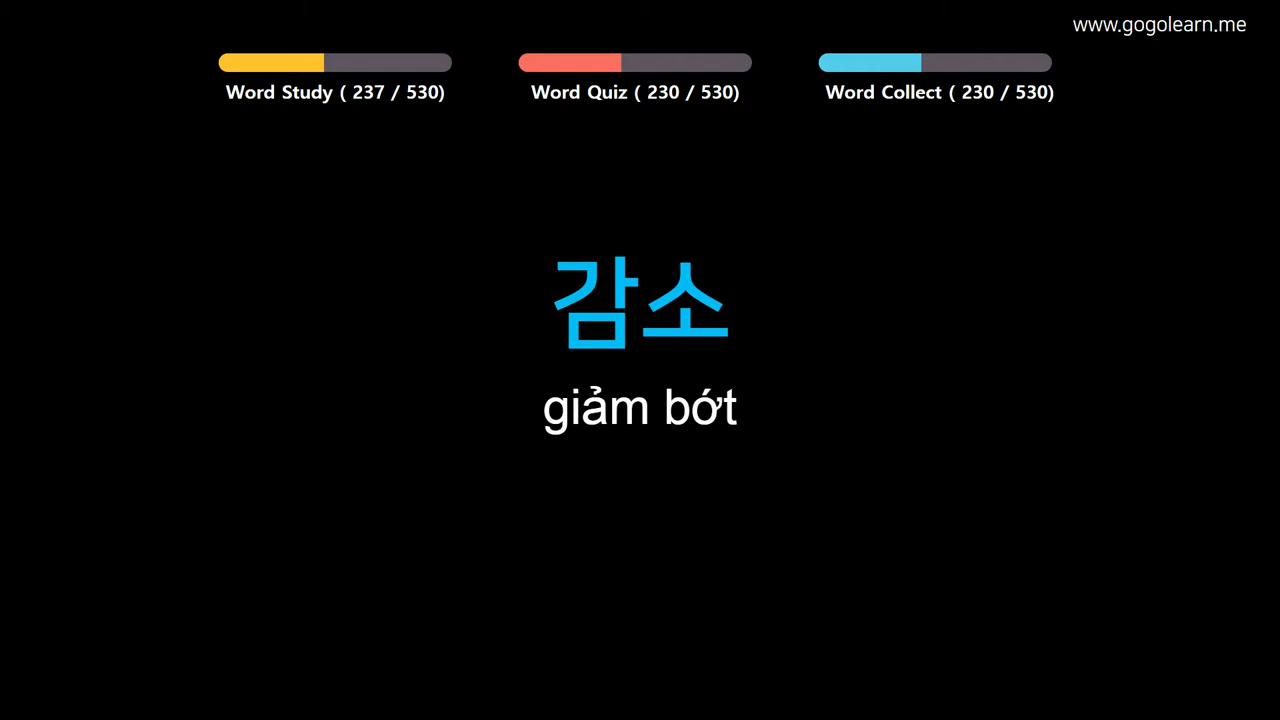 www.gogolearn.me
Word Study ( 237 / 530)
Word Quiz ( 230 / 530)
Word Collect ( 230 / 530)
감소
giảm bớt